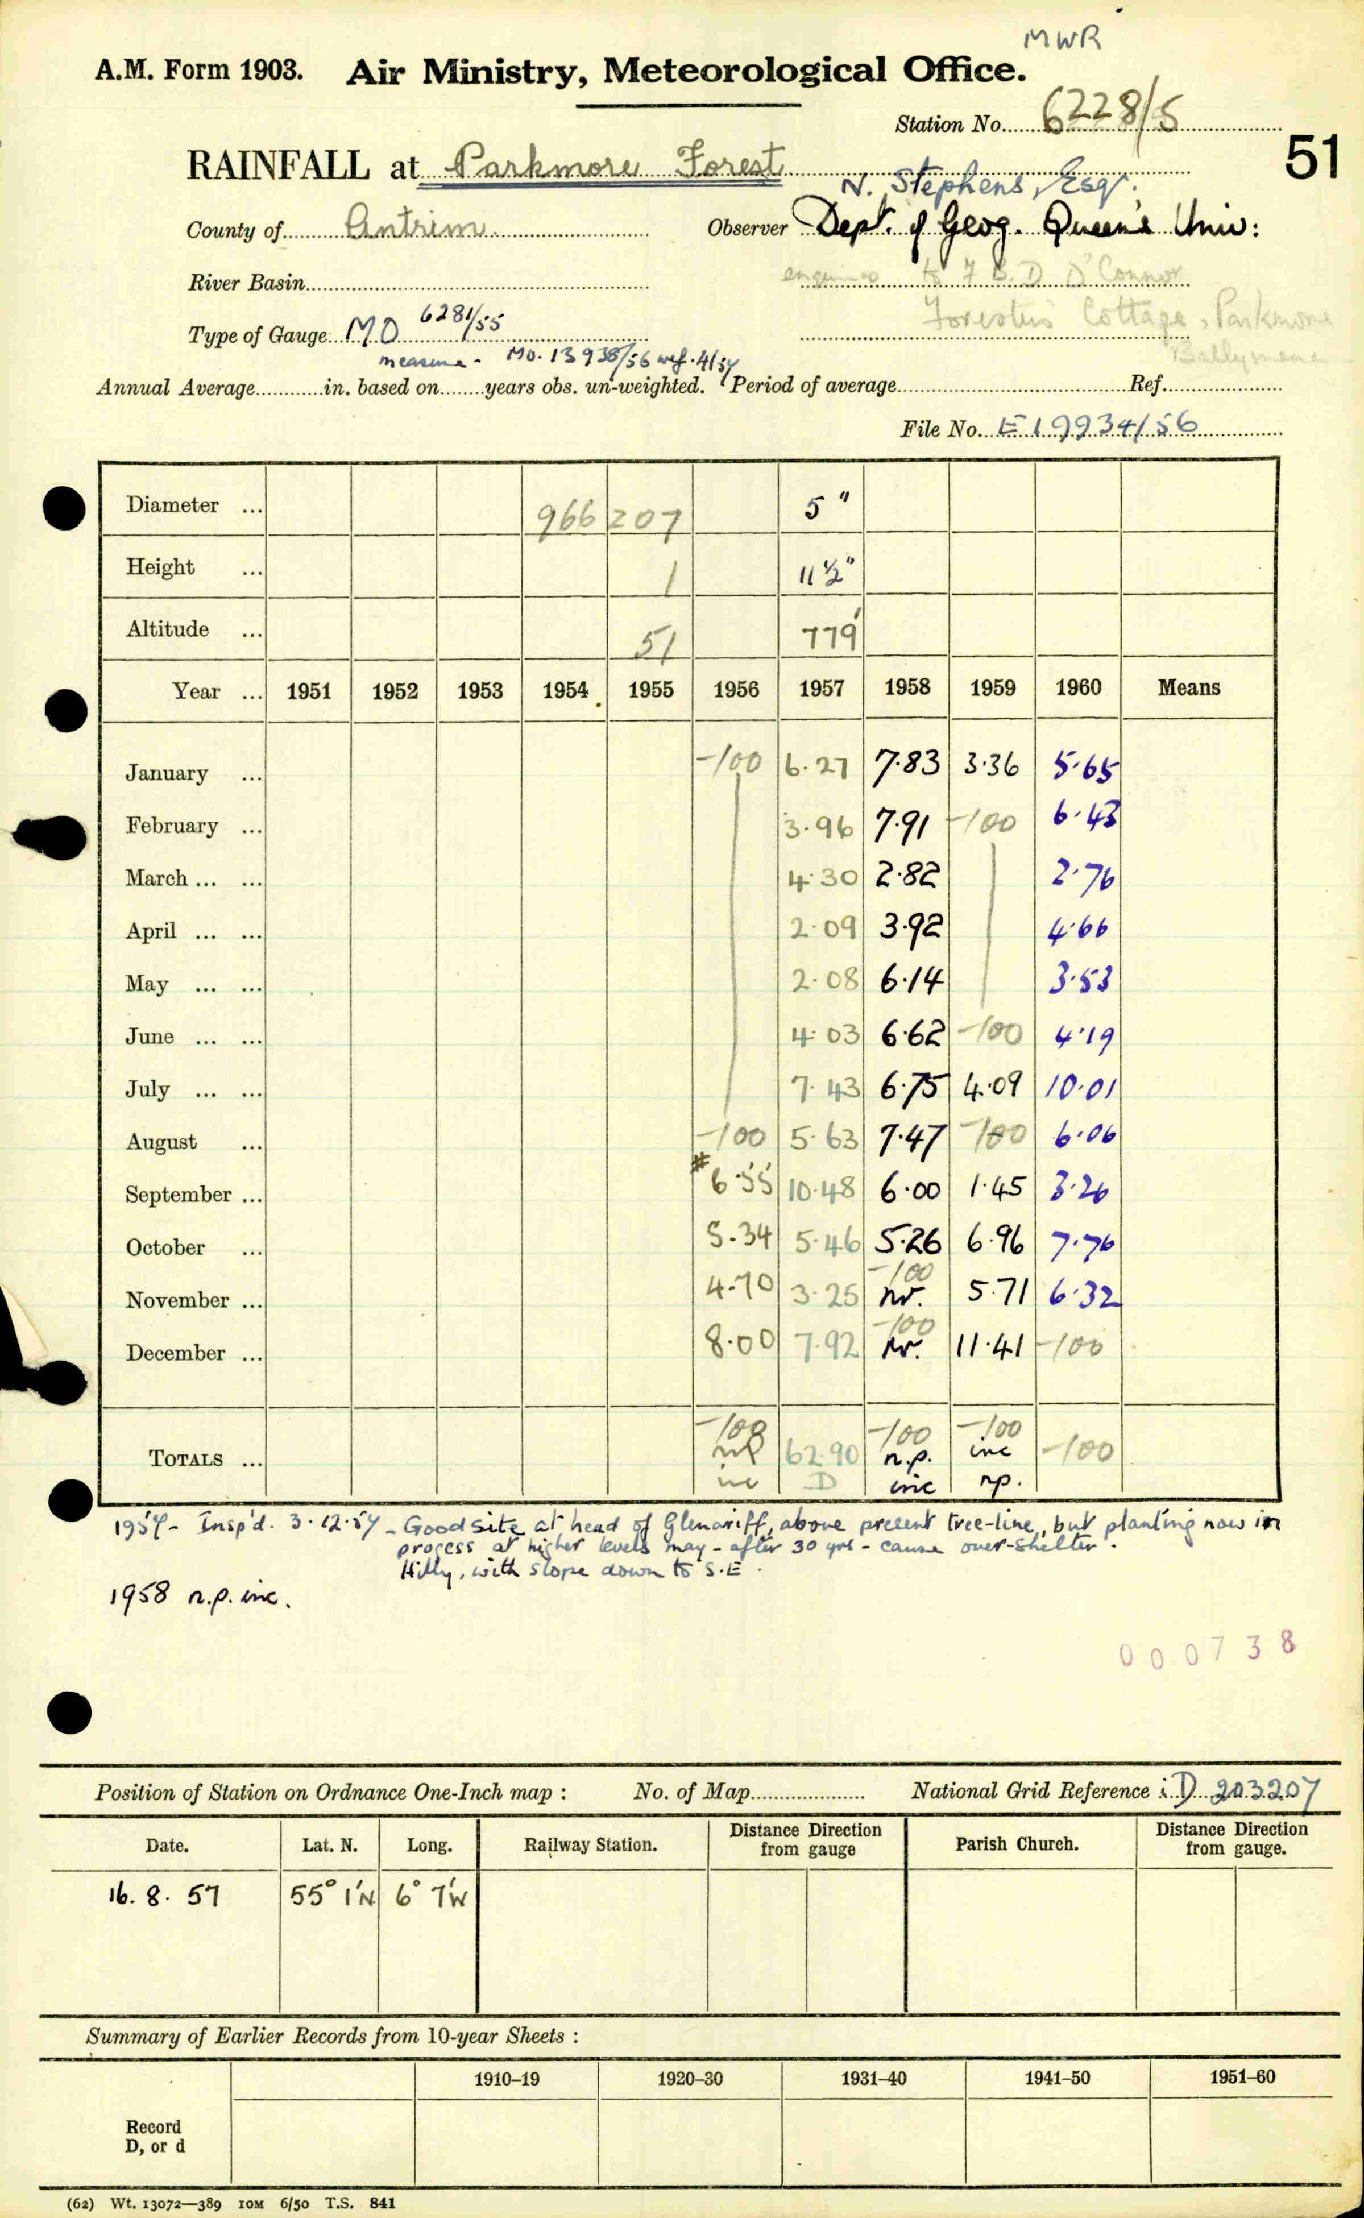 MWR
A.M. Form 1903. Air Ministry, Meteorological Office.
Station No. 6228/5
51
RAINFALL at Parkmore Forest
N. Stephens, Esq.
County of Antrim Observer Dept. of Geog. Queen's Univ:
River Basin enquiries to F B.D. O'Connor
Forester's Cottage, Parkmore
Type of Gauge MO 6281/55
Ballymena
measure - MO. 13938/56 wef. 4/57
Annual Average in. based on years obs. un-weighted. Period of average Ref.
File No. E19934/56
Diameter ... 966 207 5"
Height ... 1 11½"
Altitude ... 51 779'
Year ... 1951 1952 1953 1954 1955 1956 1957 1958 1959 1960 Means
January ... -100 6.27 7.83 3.36 5.65
February ... 3.96 7.91 -100 6.43
March ... ... 4.30 2.82 2.76
April ... ... 2.09 3.92 4.66
May ... ... 2.08 6.14 3.53
June ... ... 4.03 6.62 -100 4.19
July ... ... 7.43 6.75 4.09 10.01
August ... -100 5.63 7.47 -100 6.06
September ... # 6.55 10.48 6.00 1.45 3.26
October ... 5.34 5.46 5.26 6.96 7.76
November ... 4.70 3.25 -100 nr. 5.71 6.32
December ... 8.00 7.92 -100 nr. 11.41 -100
TOTALS ... -100 np inc 62.90 D -100 n.p. inc -100 inc np. -100
1957- Insp'd. 3.12.57 - Good site at head of Glenariff, above present tree-line, but planting now in
process at higher levels may - after 30 yrs - cause over-shelter.
Hilly, with slope down to S.E.
1958 n.p. inc.
000738
Position of Station on Ordnance One-Inch map : No. of Map National Grid Reference i. D 203207
Date. Lat. N. Long. Railway Station. Distance Direction from gauge Parish Church. Distance Direction from gauge.
16. 8. 57 55° 1'N 6° 7'W
Summary of Earlier Records from 10-year Sheets :
1910–19 1920–30 1931–40 1941–50 1951–60
Record
D, or d
(62) Wt. 13072—389 10M 6/50 T.S. 841